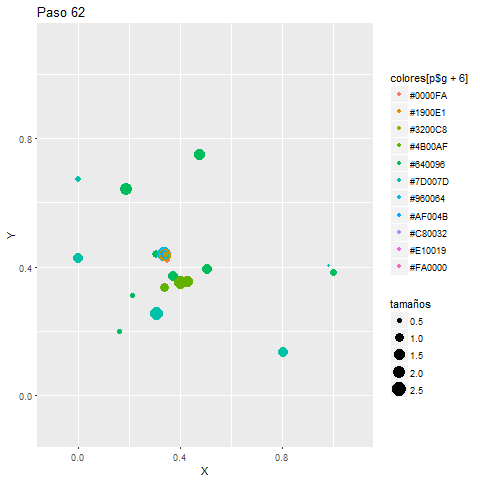 Paso 62
colores[p$g + 6]
#0000FA
#1900E1
#3200C8
#4B00AF
#640096
#7D007D
#960064
#AF004B
#C80032
#E10019
#FA0000
tamaños
0.5
1.0
1.5
2.0
2.5
0.8
0.4
0.0
Y
0.0 0.4 0.8
X